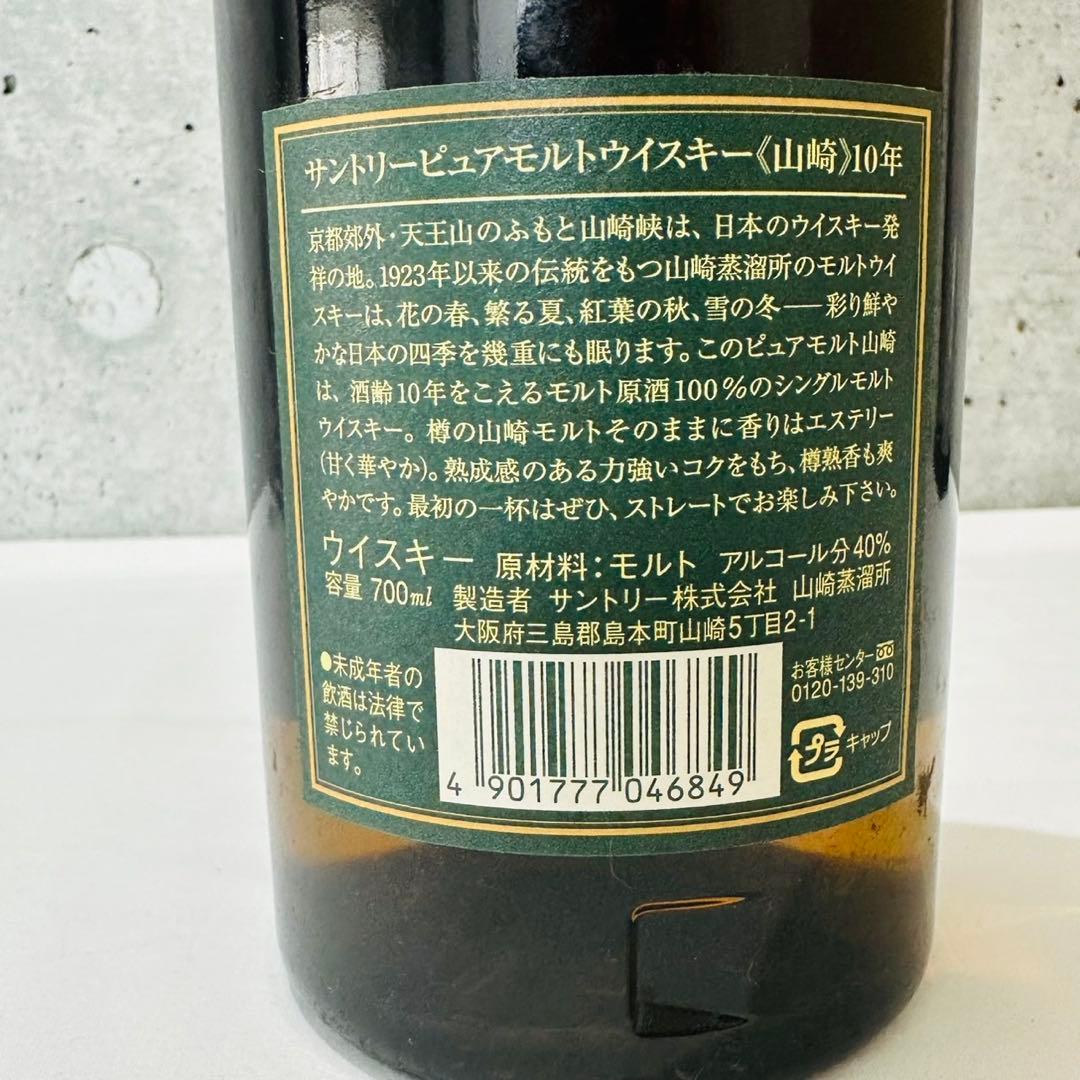 サントリーピュアモルトウイスキー《山崎》10年
京都郊外・天王山のふもと山崎峡は、日本のウイスキー発
祥の地。1923年以来の伝統をもつ山崎蒸溜所のモルトウイ
スキーは、花の春、繁る夏、紅葉の秋、雪の冬──彩り鮮や
かな日本の四季を幾重にも眠ります。このピュアモルト山崎
は、酒齢10年をこえるモルト原酒100%のシングルモルト
ウイスキー。樽の山崎モルトそのままに香りはエステリー
(甘く華やか)。熟成感のある力強いコクをもち、樽熟香も爽
やかです。最初の一杯はぜひ、ストレートでお楽しみ下さい。
ウイスキー 原材料：モルト アルコール分40%
容量 700ml 製造者 サントリー株式会社 山崎蒸溜所
大阪府三島郡島本町山崎5丁目2-1
●未成年者の
飲酒は法律で
禁じられてい
ます。
4 901777 046849
お客様センター
0120-139-310
プラ キャップ